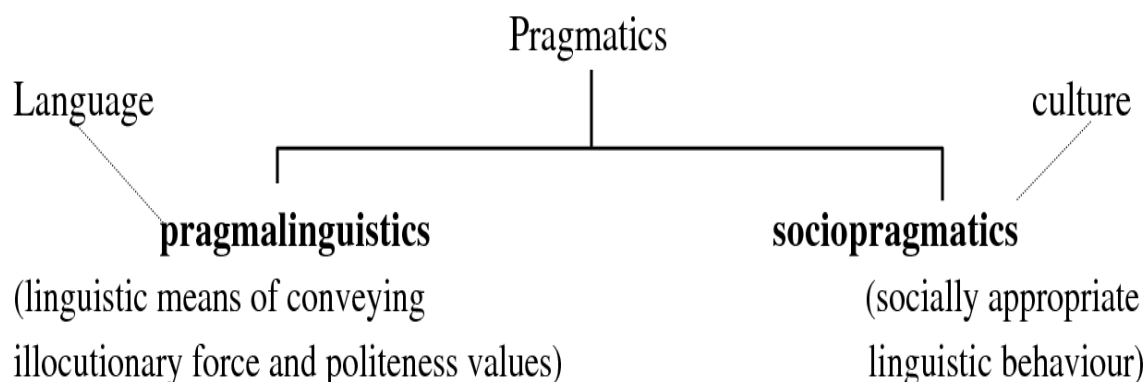 Pragmatics
Language
culture
pragmalinguistics
sociopragmatics
(linguistic means of conveying
illocutionary force and politeness values)
(socially appropriate
linguistic behaviour)